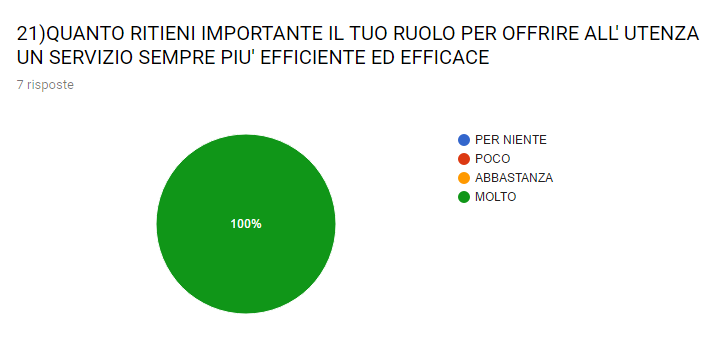 21)QUANTO RITIENI IMPORTANTE IL TUO RUOLO PER OFFRIRE ALL' UTENZA
UN SERVIZIO SEMPRE PIU' EFFICIENTE ED EFFICACE
7 risposte
100%
PER NIENTE
POCO
ABBASTANZA
MOLTO